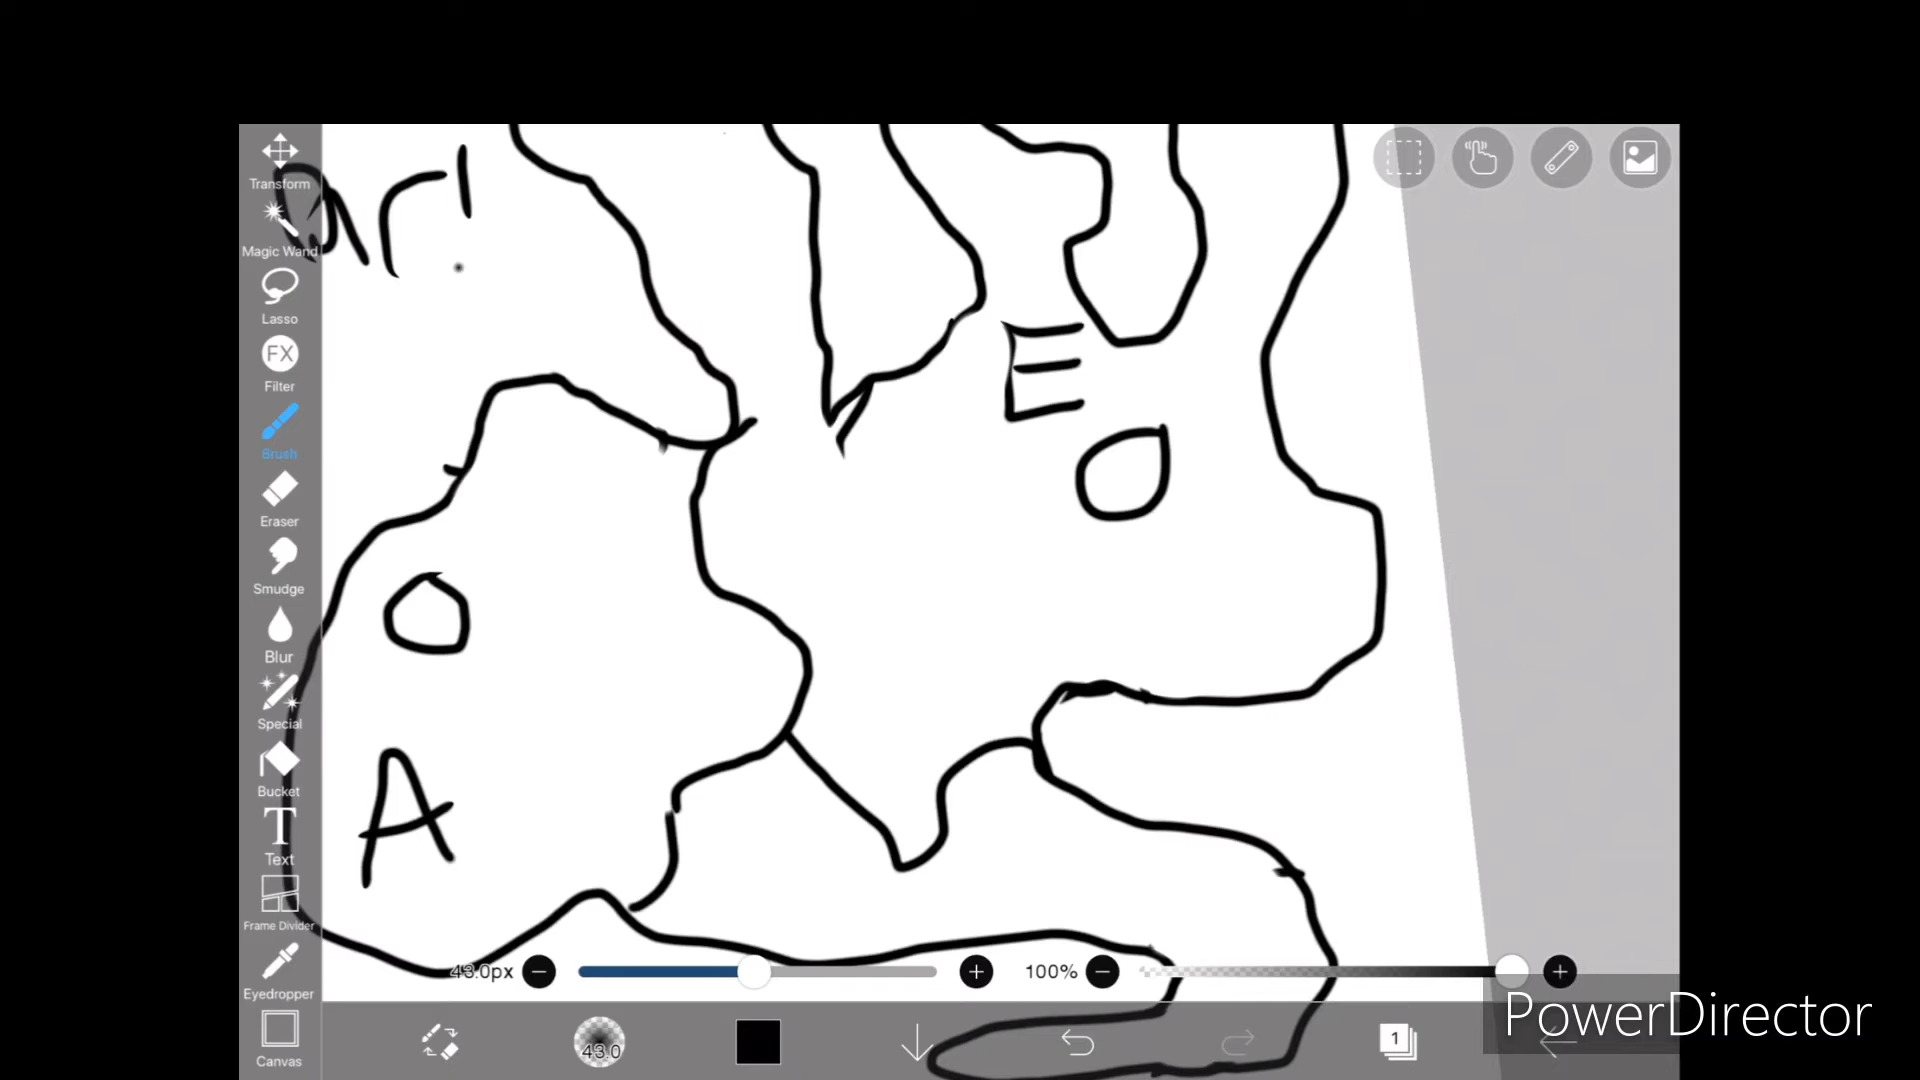 Transform
arl
Magic Wand
Lasso
FX
Filter
E
Brush
Eraser
O
Smudge
O
Blur
Special
A
Bucket
T
Text
Frame Divider
43.0px
100%
Eyedropper
PowerDirector
43.0
1
Canvas